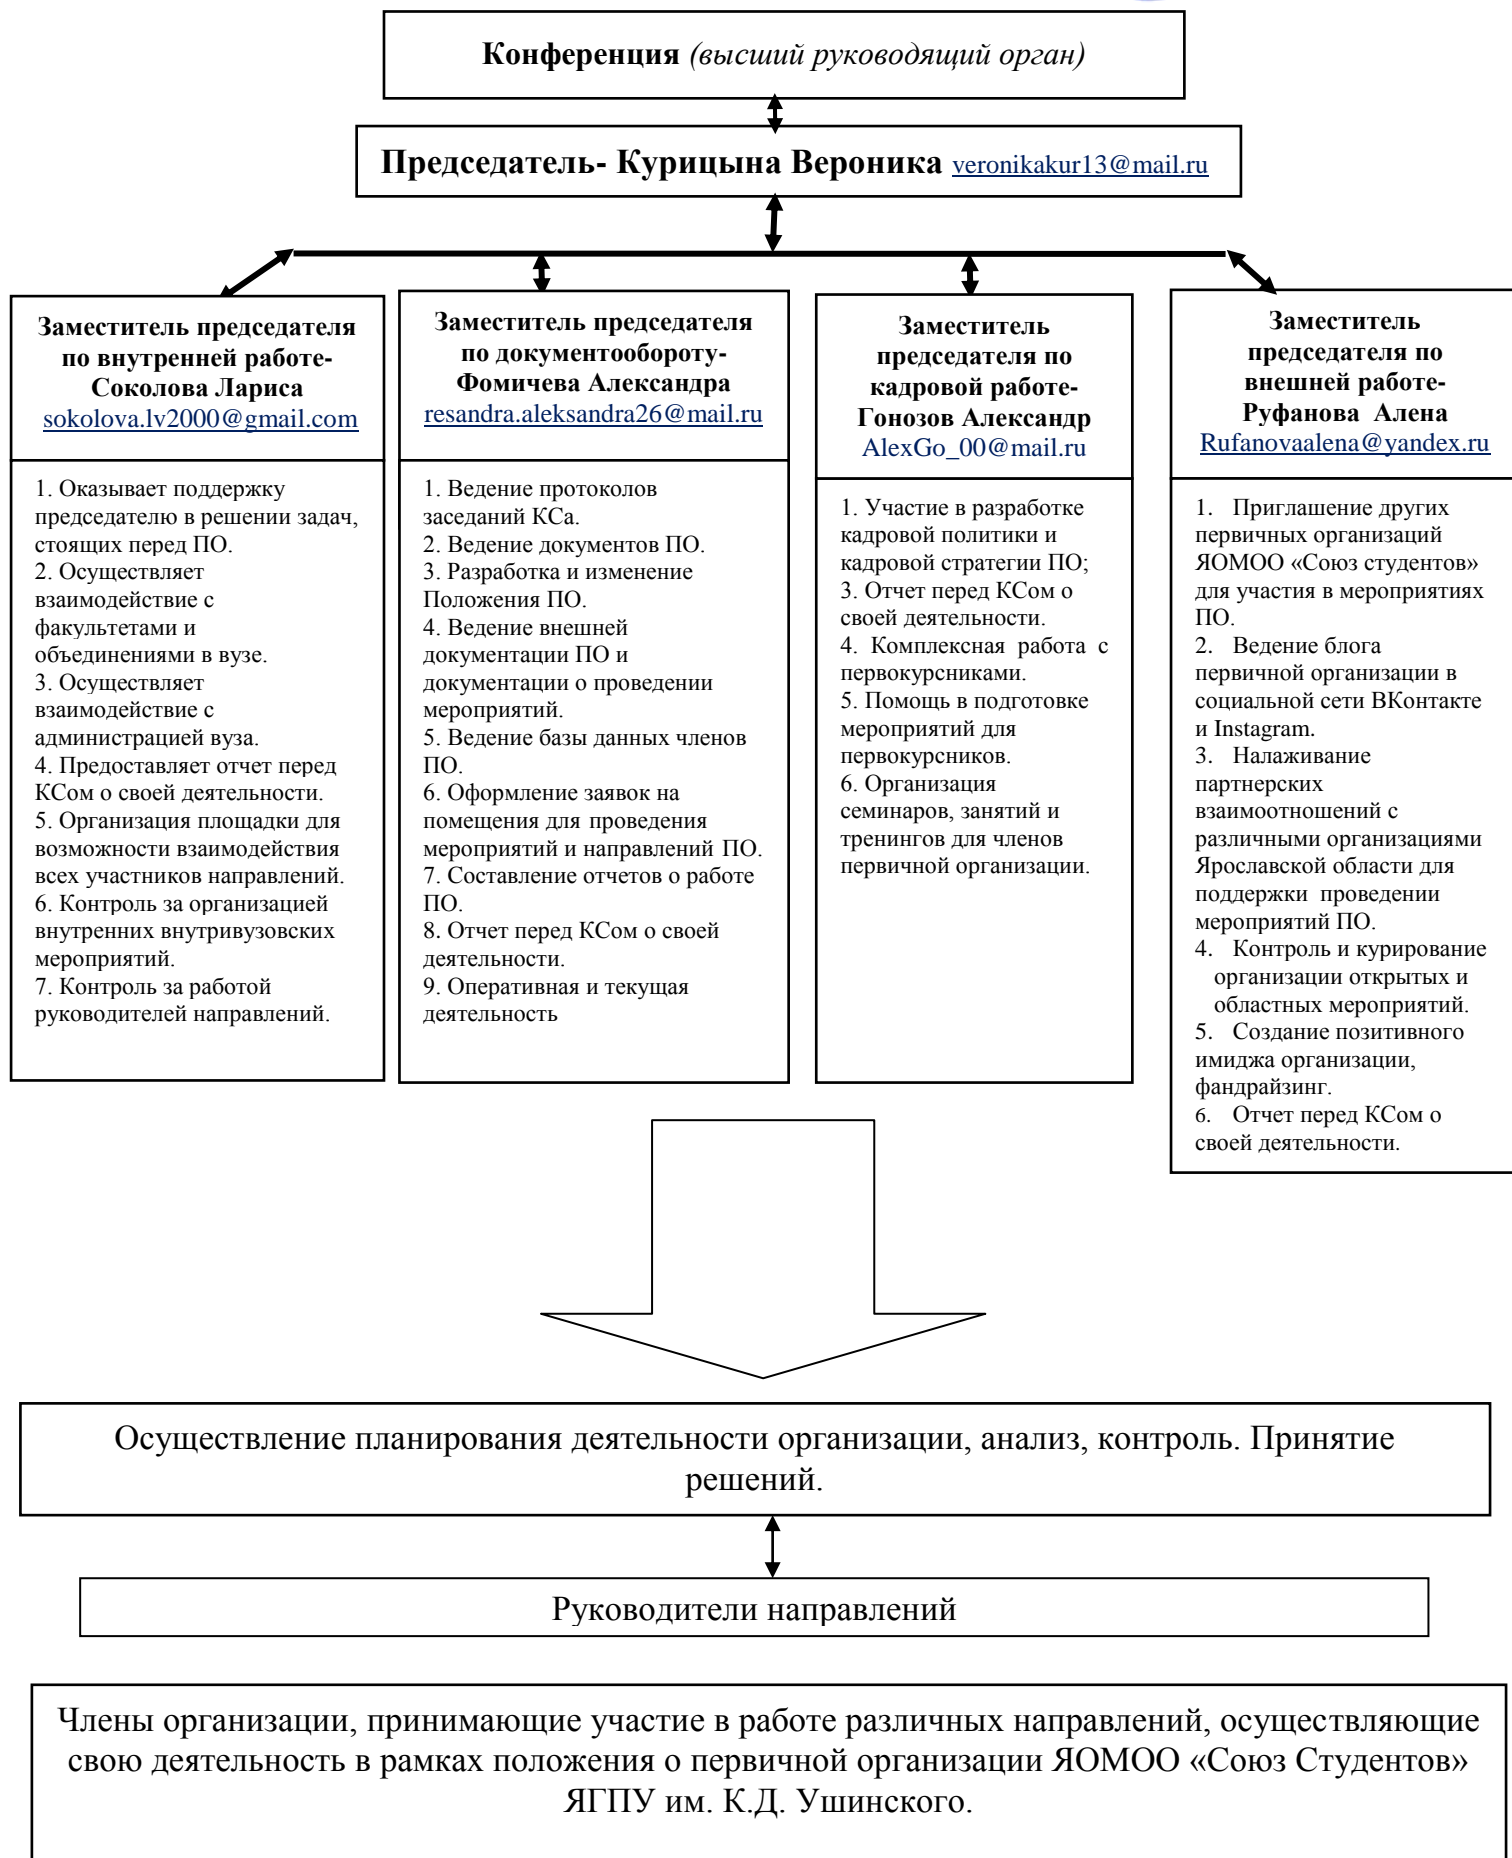 Конференция (высший руководящий орган)
Председатель- Курицына Вероника veronikakur13@mail.ru
Заместитель председателя
по внутренней работе-
Соколова Лариса
sokolova.lv2000@gmail.com
1. Оказывает поддержку
председателю в решении задач,
стоящих перед ПО.
2. Осуществляет
взаимодействие с
факультетами и
объединениями в вузе.
3. Осуществляет
взаимодействие с
администрацией вуза.
4. Предоставляет отчет перед
КСом о своей деятельности.
5. Организация площадки для
возможности взаимодействия
всех участников направлений.
6. Контроль за организацией
внутренних внутривузовских
мероприятий.
7. Контроль за работой
руководителей направлений.
Заместитель председателя
по документообороту-
Фомичева Александра
resandra.aleksandra26@mail.ru
1. Ведение протоколов
заседаний КСа.
2. Ведение документов ПО.
3. Разработка и изменение
Положения ПО.
4. Ведение внешней
документации ПО и
документации о проведении
мероприятий.
5. Ведение базы данных членов
ПО.
6. Оформление заявок на
помещения для проведения
мероприятий и направлений ПО.
7. Составление отчетов о работе
ПО.
8. Отчет перед КСом о своей
деятельности.
9. Оперативная и текущая
деятельность
Заместитель
председателя по
кадровой работе-
Гонозов Александр
AlexGo_00@mail.ru
1. Участие в разработке
кадровой политики и
кадровой стратегии ПО;
3. Отчет перед КСом о
своей деятельности.
4. Комплексная работа с
первокурсниками.
5. Помощь в подготовке
мероприятий для
первокурсников.
6. Организация
семинаров, занятий и
тренингов для членов
первичной организации.
Заместитель
председателя по
внешней работе-
Руфанова Алена
Rufanovaalena@yandex.ru
1. Приглашение других
первичных организаций
ЯОМОО «Союз студентов»
для участия в мероприятиях
ПО.
2. Ведение блога
первичной организации в
социальной сети ВКонтакте
и Instagram.
3. Налаживание
партнерских
взаимоотношений с
различными организациями
Ярославской области для
поддержки проведении
мероприятий ПО.
4. Контроль и курирование
организации открытых и
областных мероприятий.
5. Создание позитивного
имиджа организации,
фандрайзинг.
6. Отчет перед КСом о
своей деятельности.
Осуществление планирования деятельности организации, анализ, контроль. Принятие
решений.
Руководители направлений
Члены организации, принимающие участие в работе различных направлений, осуществляющие
свою деятельность в рамках положения о первичной организации ЯОМОО «Союз Студентов»
ЯГПУ им. К.Д. Ушинского.